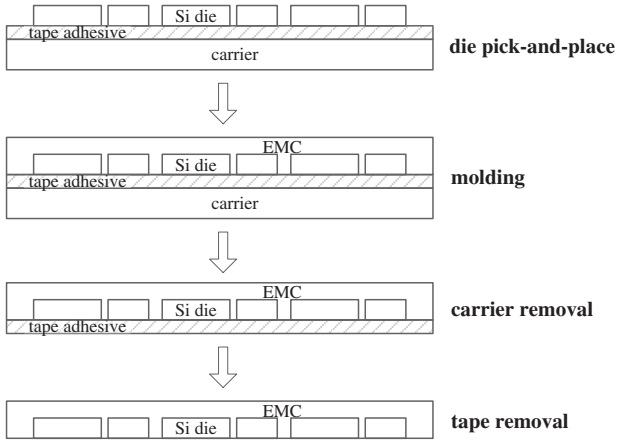 Si die
tape adhesive
carrier
die pick-and-place
EMC
Si die
tape adhesive
carrier
molding
EMC
Si die
tape adhesive
carrier removal
EMC
Si die
tape removal